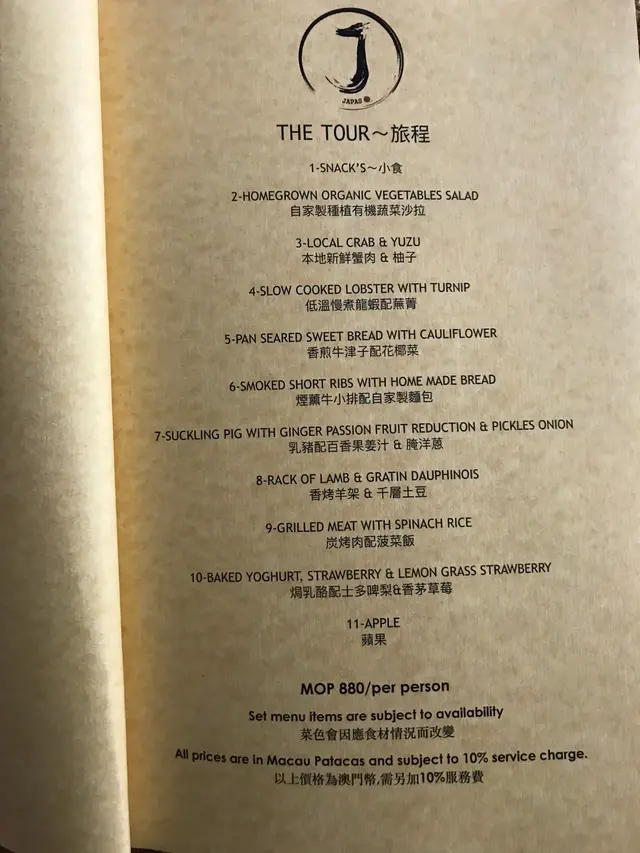 J
JAPAS
THE TOUR～旅程
1-SNACK'S～小食
2-HOMEGROWN ORGANIC VEGETABLES SALAD
自家製種植有機蔬菜沙拉
3-LOCAL CRAB & YUZU
本地新鮮蟹肉 & 柚子
4-SLOW COOKED LOBSTER WITH TURNIP
低溫慢煮龍蝦配蕪菁
5-PAN SEARED SWEET BREAD WITH CAULIFLOWER
香煎牛津子配花椰菜
6-SMOKED SHORT RIBS WITH HOME MADE BREAD
煙薰牛小排配自家製麵包
7-SUCKLING PIG WITH GINGER PASSION FRUIT REDUCTION & PICKLES ONION
乳豬配百香果姜汁 & 腌洋蔥
8-RACK OF LAMB & GRATIN DAUPHINOIS
香烤羊架 & 千層土豆
9-GRILLED MEAT WITH SPINACH RICE
炭烤肉配菠菜飯
10-BAKED YOGHURT, STRAWBERRY & LEMON GRASS STRAWBERRY
焗乳酪配士多啤梨&香茅草莓
11-APPLE
蘋果
MOP 880/per person
Set menu items are subject to availability
菜色會因應食材情況而改變
All prices are in Macau Patacas and subject to 10% service charge.
以上價格為澳門幣,需另加10%服務費